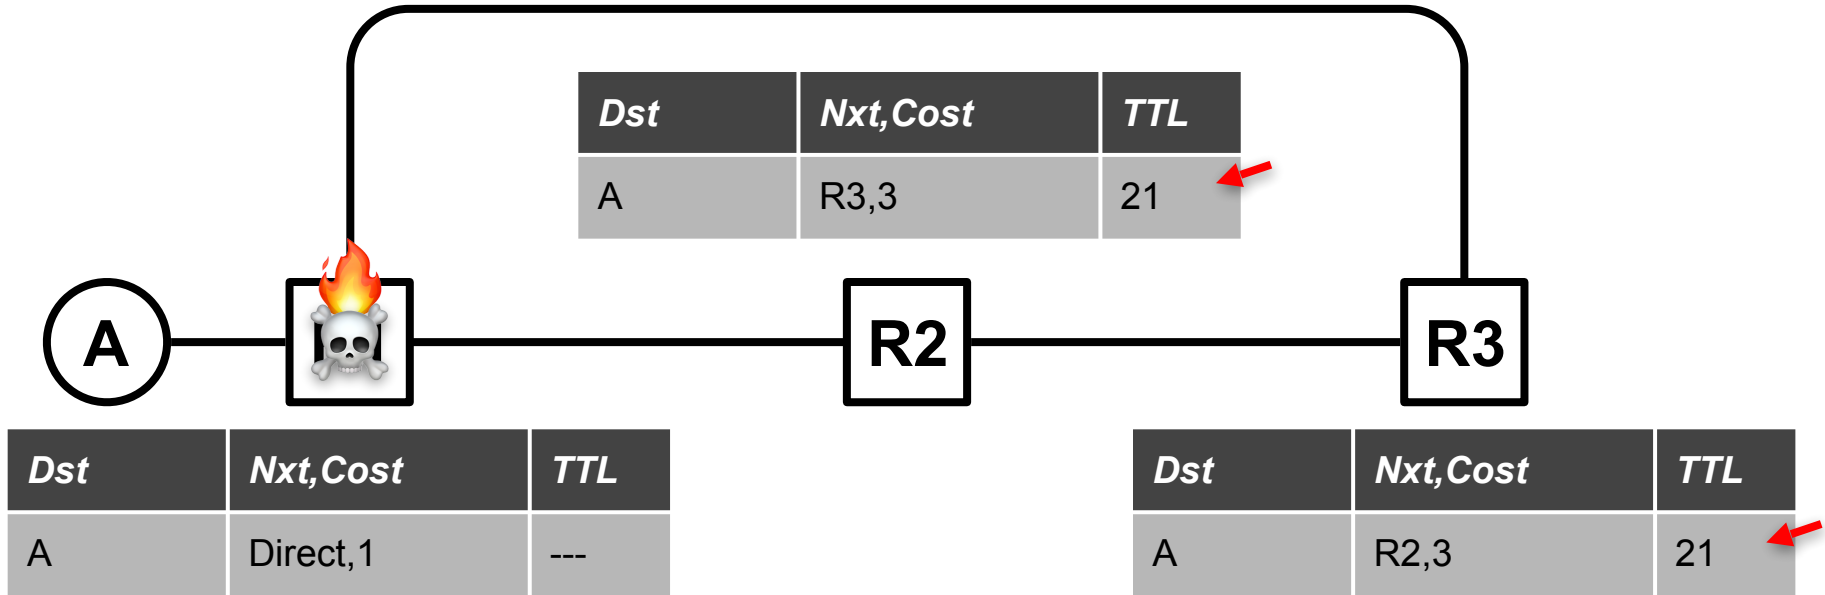 Dst Nxt,Cost TTL
A R3,3 21
A R2 R3
Dst Nxt,Cost TTL
A Direct,1 ---
Dst Nxt,Cost TTL
A R2,3 21